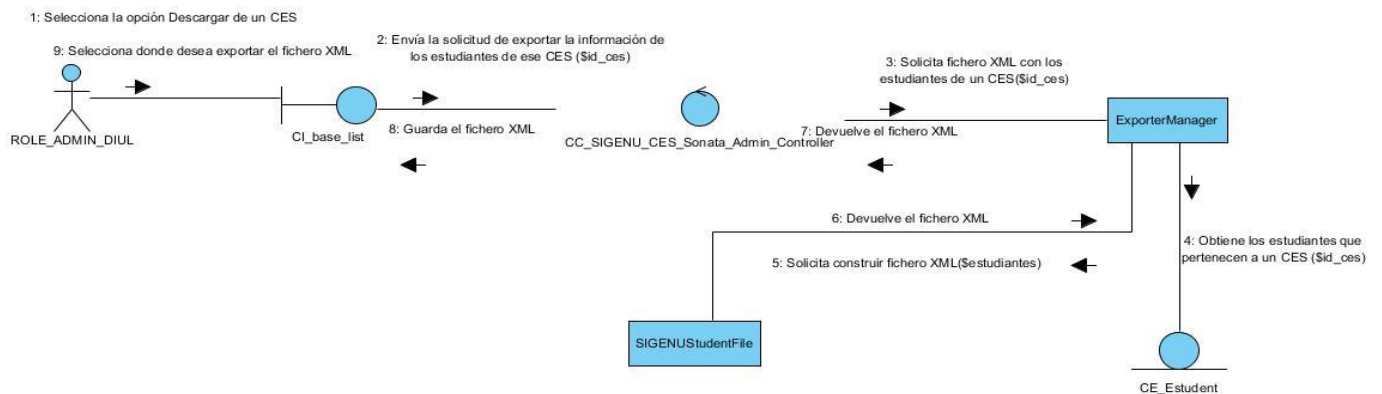 1: Selecciona la opción Descargar de un CES
9: Selecciona donde desea exportar el fichero XML
ROLE_ADMIN_DIUL
CI_base_list
2: Envía la solicitud de exportar la información de
los estudiantes de ese CES ($id_ces)
8: Guarda el fichero XML
CC_SIGENU_CES_Sonata_Admin_Controller
3: Solicita fichero XML con los
estudiantes de un CES($id_ces)
7: Devuelve el fichero XML
ExporterManager
6: Devuelve el fichero XML
5: Solicita construir fichero XML($estudiantes)
4: Obtiene los estudiantes que
pertenecen a un CES ($id_ces)
SIGENUStudentFile
CE_Estudent